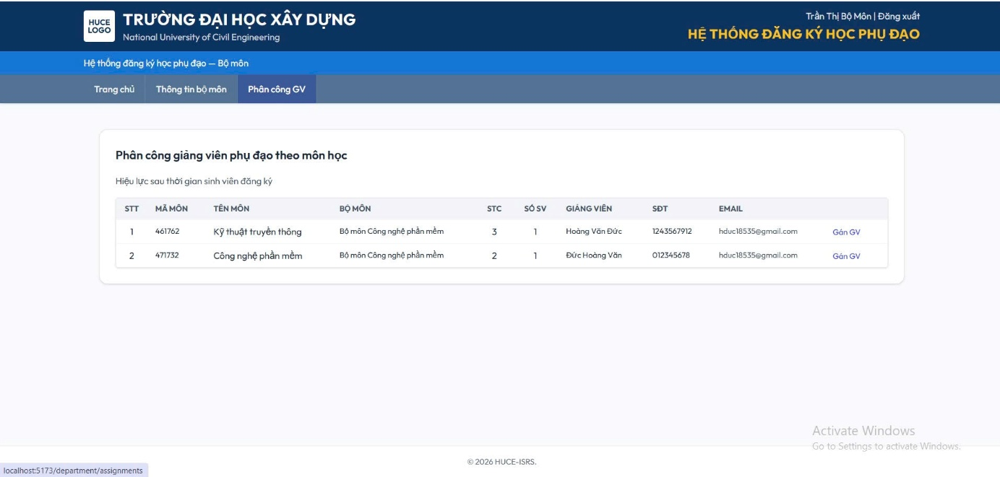 HUCE
LOGO
TRƯỜNG ĐẠI HỌC XÂY DỰNG
National University of Civil Engineering
Trần Thị Bộ Môn | Đăng xuất
HỆ THỐNG ĐĂNG KÝ HỌC PHỤ ĐẠO
Hệ thống đăng ký học phụ đạo — Bộ môn
Trang chủ Thông tin bộ môn Phân công GV
Phân công giảng viên phụ đạo theo môn học
Hiệu lực sau thời gian sinh viên đăng ký
STT MÃ MÔN TÊN MÔN BỘ MÔN STC SỐ SV GIẢNG VIÊN SĐT EMAIL
1 461762 Kỹ thuật truyền thông Bộ môn Công nghệ phần mềm 3 1 Hoàng Văn Đức 1243567912 hduc18535@gmail.com Gán GV
2 471732 Công nghệ phần mềm Bộ môn Công nghệ phần mềm 2 1 Đức Hoàng Văn 012345678 hduc18535@gmail.com Gán GV
Activate Windows
Go to Settings to activate Windows.
© 2026 HUCE-ISRS.
localhost:5173/department/assignments